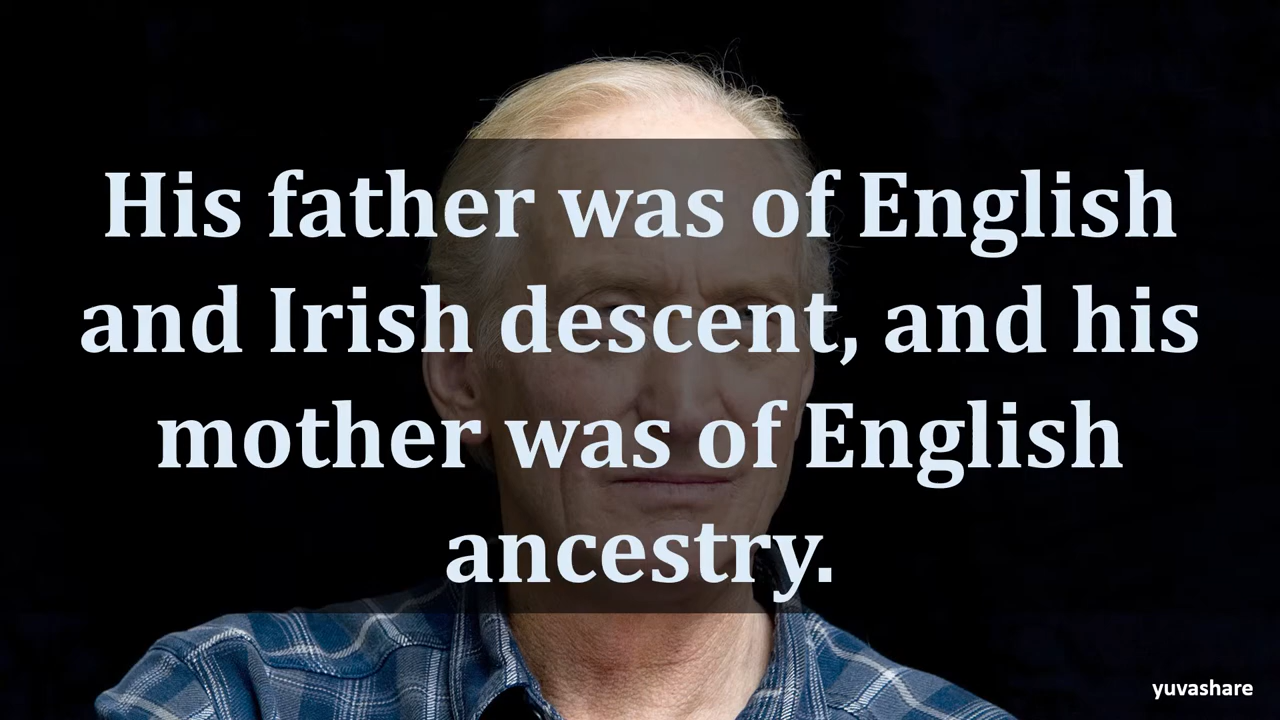 His father was of English
and Irish descent, and his
mother was of English
ancestry.
yuvashare